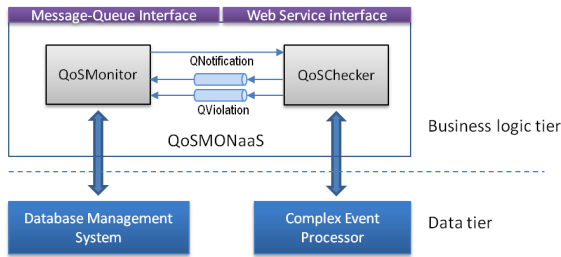 Message-Queue Interface
Web Service interface
QNotification
QoSMonitor
QoSChecker
QViolation
QoSMONaaS
Business logic tier
Database Management
System
Complex Event
Processor
Data tier